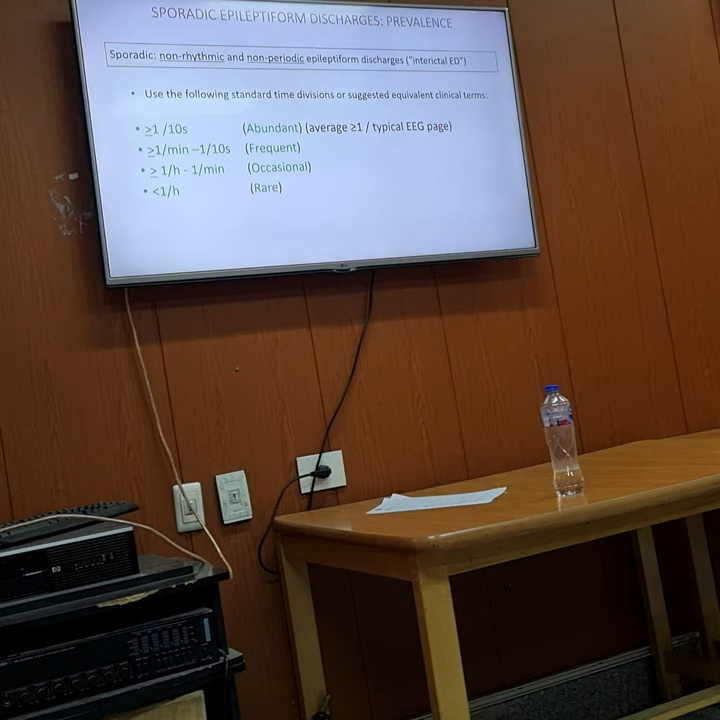 SPORADIC EPILEPTIFORM DISCHARGES: PREVALENCE
Sporadic: non-rhythmic and non-periodic epileptiform discharges ("interictal ED")
• Use the following standard time divisions or suggested equivalent clinical terms:
• ≥1 /10s (Abundant) (average ≥1 / typical EEG page)
• ≥1/min –1/10s (Frequent)
• ≥ 1/h - 1/min (Occasional)
• <1/h (Rare)
LG
hp